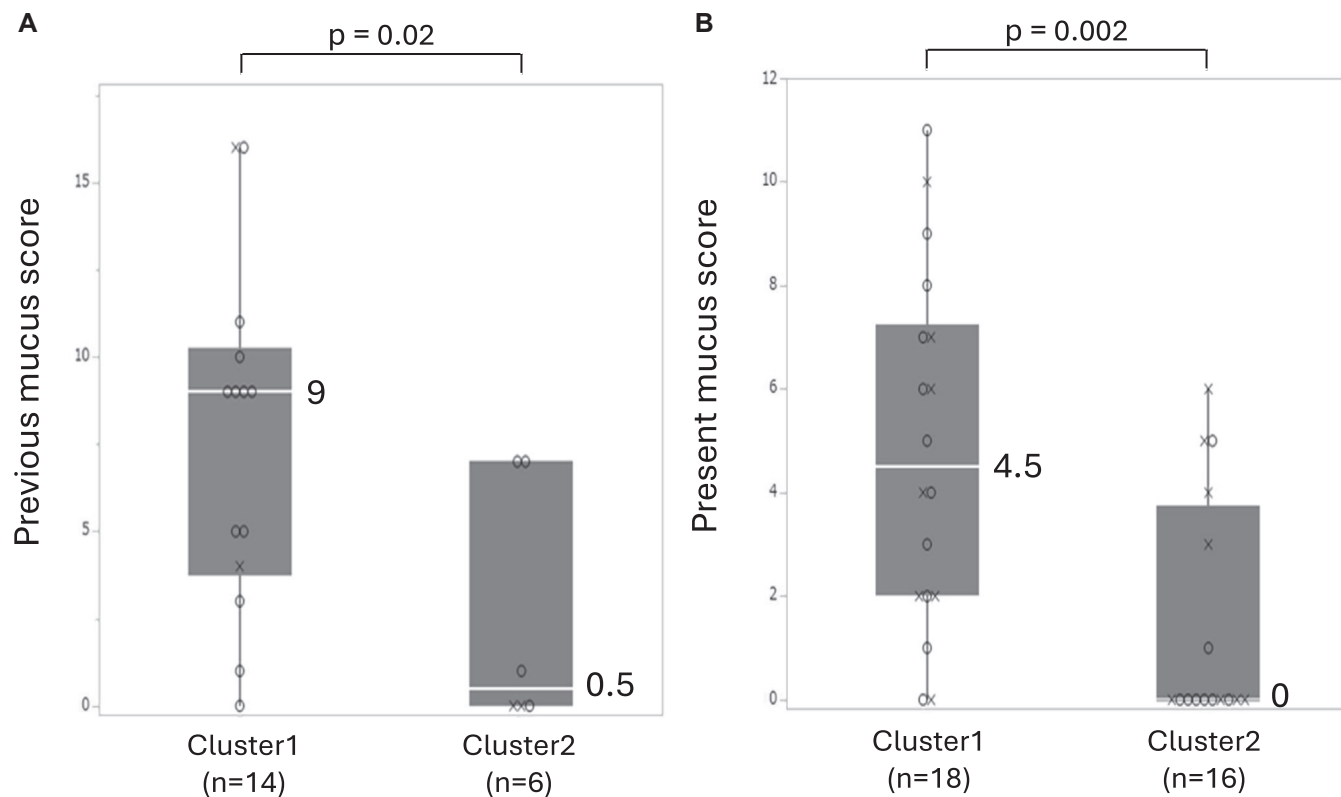 A
p = 0.02
Previous mucus score
15
10
5
0
9
0.5
Cluster1
(n=14)
Cluster2
(n=6)
B
p = 0.002
Present mucus score
12
10
8
6
4
2
0
4.5
0
Cluster1
(n=18)
Cluster2
(n=16)